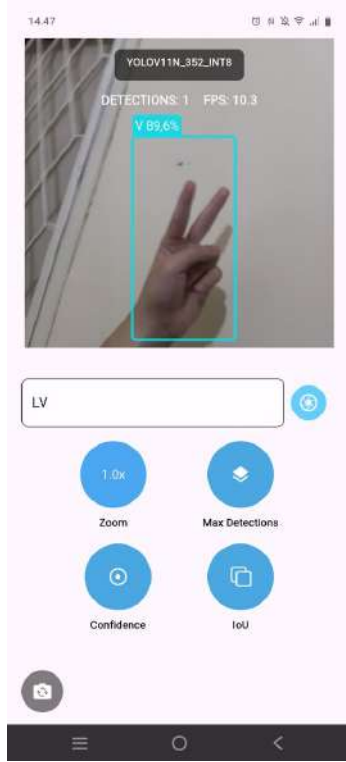 14.47
YOLOV11N_352_INT8
DETECTIONS: 1 FPS: 10.3
V 89,6%
LV
1.0x
Zoom
Max Detections
Confidence
IoU